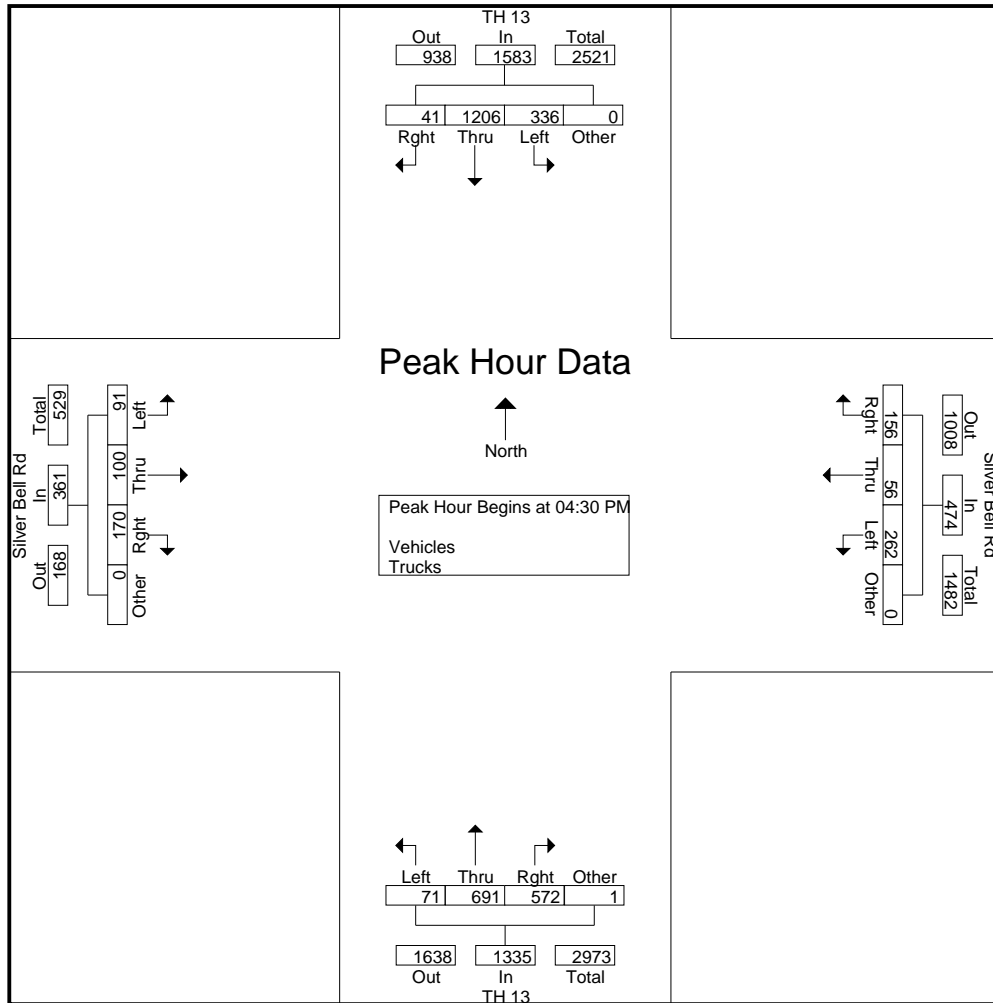 TH 13
Out In Total
938 1583 2521
41 1206 336 0
Rght Thru Left Other
Peak Hour Data
North
Peak Hour Begins at 04:30 PM
Vehicles
Trucks
Silver Bell Rd
Out In Total
168 361 529
91 100 170 0
Left Thru Rght Other
Silver Bell Rd
Out In Total
1008 474 1482
156 56 262 0
Rght Thru Left Other
Left Thru Rght Other
71 691 572 1
1638 1335 2973
Out In Total
TH 13